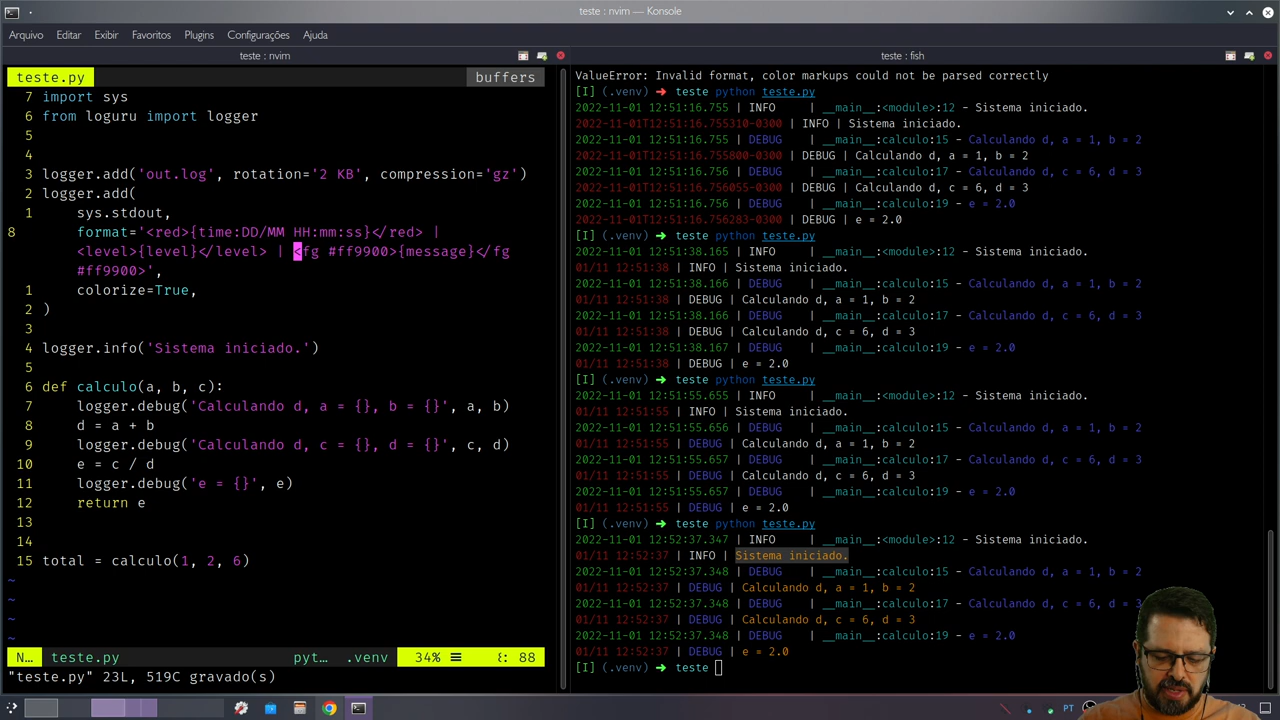 teste : nvim — Konsole
Arquivo Editar Exibir Favoritos Plugins Configurações Ajuda
teste : nvim
teste.py buffers
7 import sys
6 from loguru import logger
5
4
3 logger.add('out.log', rotation='2 KB', compression='gz')
2 logger.add(
1 sys.stdout,
8 format='<red>{time:DD/MM HH:mm:ss}</red> |
<level>{level}</level> | <fg #ff9900>{message}</fg
#ff9900>',
1 colorize=True,
2 )
3
4 logger.info('Sistema iniciado.')
5
6 def calculo(a, b, c):
7 logger.debug('Calculando d, a = {}, b = {}', a, b)
8 d = a + b
9 logger.debug('Calculando d, c = {}, d = {}', c, d)
10 e = c / d
11 logger.debug('e = {}', e)
12 return e
13
14
15 total = calculo(1, 2, 6)
~
~
~
~
N… teste.py pyt… .venv 34% 88
"teste.py" 23L, 519C gravado(s)
teste : fish
ValueError: Invalid format, color markups could not be parsed correctly
[I] (.venv) ➜ teste python teste.py
2022-11-01 12:51:16.755 | INFO | __main__:<module>:12 - Sistema iniciado.
2022-11-01T12:51:16.755310-0300 | INFO | Sistema iniciado.
2022-11-01 12:51:16.755 | DEBUG | __main__:calculo:15 - Calculando d, a = 1, b = 2
2022-11-01T12:51:16.755800-0300 | DEBUG | Calculando d, a = 1, b = 2
2022-11-01 12:51:16.756 | DEBUG | __main__:calculo:17 - Calculando d, c = 6, d = 3
2022-11-01T12:51:16.756055-0300 | DEBUG | Calculando d, c = 6, d = 3
2022-11-01 12:51:16.756 | DEBUG | __main__:calculo:19 - e = 2.0
2022-11-01T12:51:16.756283-0300 | DEBUG | e = 2.0
[I] (.venv) ➜ teste python teste.py
2022-11-01 12:51:38.165 | INFO | __main__:<module>:12 - Sistema iniciado.
01/11 12:51:38 | INFO | Sistema iniciado.
2022-11-01 12:51:38.166 | DEBUG | __main__:calculo:15 - Calculando d, a = 1, b = 2
01/11 12:51:38 | DEBUG | Calculando d, a = 1, b = 2
2022-11-01 12:51:38.166 | DEBUG | __main__:calculo:17 - Calculando d, c = 6, d = 3
01/11 12:51:38 | DEBUG | Calculando d, c = 6, d = 3
2022-11-01 12:51:38.167 | DEBUG | __main__:calculo:19 - e = 2.0
01/11 12:51:38 | DEBUG | e = 2.0
[I] (.venv) ➜ teste python teste.py
2022-11-01 12:51:55.655 | INFO | __main__:<module>:12 - Sistema iniciado.
01/11 12:51:55 | INFO | Sistema iniciado.
2022-11-01 12:51:55.656 | DEBUG | __main__:calculo:15 - Calculando d, a = 1, b = 2
01/11 12:51:55 | DEBUG | Calculando d, a = 1, b = 2
2022-11-01 12:51:55.657 | DEBUG | __main__:calculo:17 - Calculando d, c = 6, d = 3
01/11 12:51:55 | DEBUG | Calculando d, c = 6, d = 3
2022-11-01 12:51:55.657 | DEBUG | __main__:calculo:19 - e = 2.0
01/11 12:51:55 | DEBUG | e = 2.0
[I] (.venv) ➜ teste python teste.py
2022-11-01 12:52:37.347 | INFO | __main__:<module>:12 - Sistema iniciado.
01/11 12:52:37 | INFO | Sistema iniciado.
2022-11-01 12:52:37.348 | DEBUG | __main__:calculo:15 - Calculando d, a = 1, b = 2
01/11 12:52:37 | DEBUG | Calculando d, a = 1, b = 2
2022-11-01 12:52:37.348 | DEBUG | __main__:calculo:17 - Calculando d, c = 6, d = 3
01/11 12:52:37 | DEBUG | Calculando d, c = 6, d = 3
2022-11-01 12:52:37.348 | DEBUG | __main__:calculo:19 - e = 2.0
01/11 12:52:37 | DEBUG | e = 2.0
[I] (.venv) ➜ teste
PT